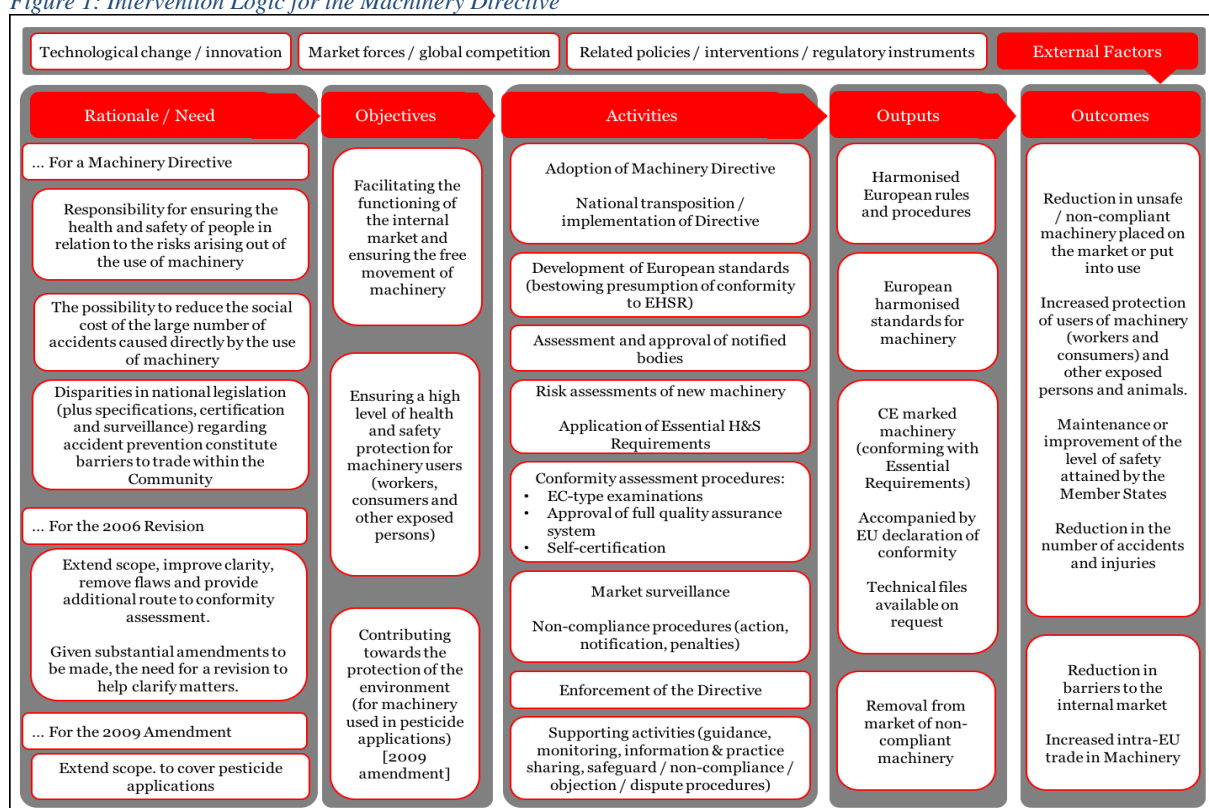 Figure 1: Intervention Logic for the Machinery Directive
Technological change / innovation
Market forces / global competition
Related policies / interventions / regulatory instruments
External Factors
Rationale / Need
... For a Machinery Directive
Responsibility for ensuring the
health and safety of people in
relation to the risks arising out of
the use of machinery
The possibility to reduce the social
cost of the large number of
accidents caused directly by the use
of machinery
Disparities in national legislation
(plus specifications, certification
and surveillance) regarding
accident prevention constitute
barriers to trade within the
Community
... For the 2006 Revision
Extend scope, improve clarity,
remove flaws and provide
additional route to conformity
assessment.
Given substantial amendments to
be made, the need for a revision to
help clarify matters.
... For the 2009 Amendment
Extend scope. to cover pesticide
applications
Objectives
Facilitating the
functioning of
the internal
market and
ensuring the free
movement of
machinery
Ensuring a high
level of health
and safety
protection for
machinery users
(workers,
consumers and
other exposed
persons)
Contributing
towards the
protection of the
environment
(for machinery
used in pesticide
applications)
[2009
amendment]
Activities
Adoption of Machinery Directive
National transposition /
implementation of Directive
Development of European standards
(bestowing presumption of conformity
to EHSR)
Assessment and approval of notified
bodies
Risk assessments of new machinery
Application of Essential H&S
Requirements
Conformity assessment procedures:
• EC-type examinations
• Approval of full quality assurance
system
• Self-certification
Market surveillance
Non-compliance procedures (action,
notification, penalties)
Enforcement of the Directive
Supporting activities (guidance,
monitoring, information & practice
sharing, safeguard / non-compliance /
objection / dispute procedures)
Outputs
Harmonised
European rules
and procedures
European
harmonised
standards for
machinery
CE marked
machinery
(conforming with
Essential
Requirements)
Accompanied by
EU declaration of
conformity
Technical files
available on
request
Removal from
market of non-
compliant
machinery
Outcomes
Reduction in unsafe
/ non-compliant
machinery placed on
the market or put
into use
Increased protection
of users of machinery
(workers and
consumers) and
other exposed
persons and animals.
Maintenance or
improvement of the
level of safety
attained by the
Member States
Reduction in the
number of accidents
and injuries
Reduction in
barriers to the
internal market
Increased intra-EU
trade in Machinery